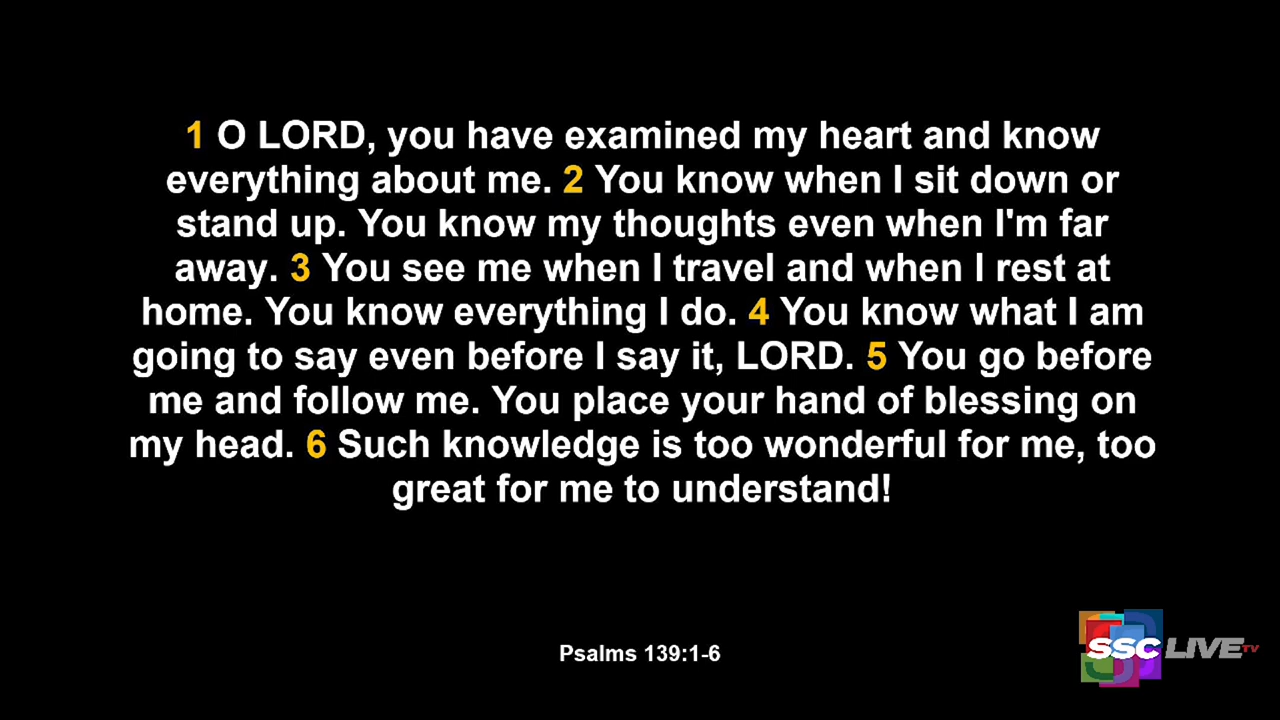 1 O LORD, you have examined my heart and know
everything about me. 2 You know when I sit down or
stand up. You know my thoughts even when I'm far
away. 3 You see me when I travel and when I rest at
home. You know everything I do. 4 You know what I am
going to say even before I say it, LORD. 5 You go before
me and follow me. You place your hand of blessing on
my head. 6 Such knowledge is too wonderful for me, too
great for me to understand!
Psalms 139:1-6
SSC LIVE TV